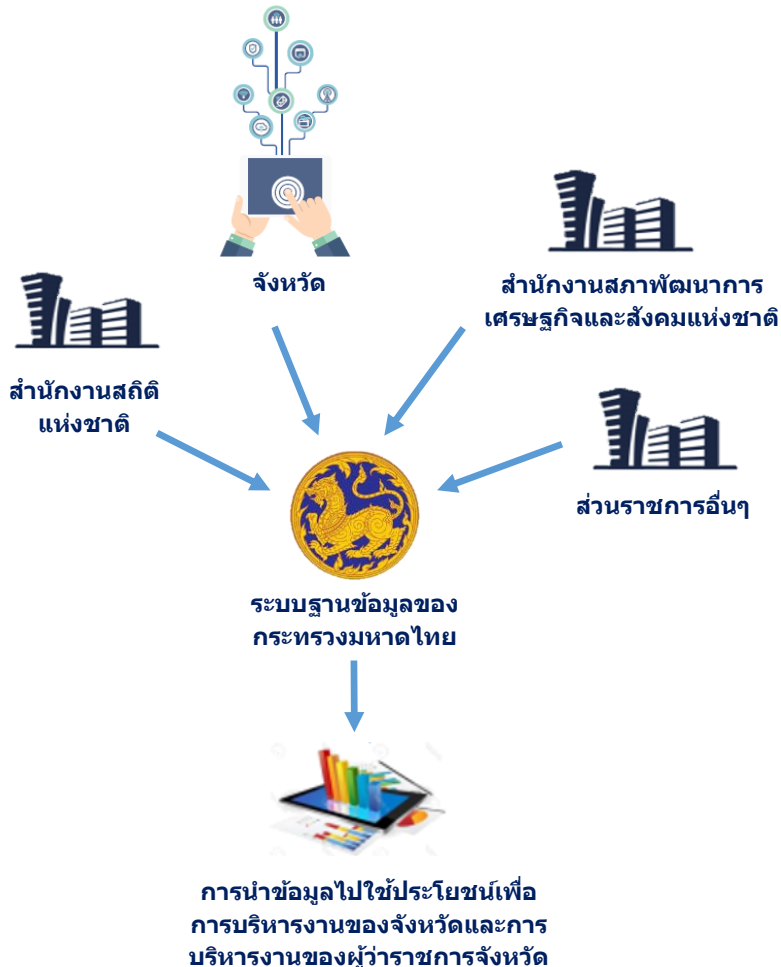 จังหวัด
สำนักงานสภาพัฒนาการ
เศรษฐกิจและสังคมแห่งชาติ
สำนักงานสถิติ
แห่งชาติ
ส่วนราชการอื่นๆ
ระบบฐานข้อมูลของ
กระทรวงมหาดไทย
การนำข้อมูลไปใช้ประโยชน์เพื่อ
การบริหารงานของจังหวัดและการ
บริหารงานของผู้ว่าราชการจังหวัด